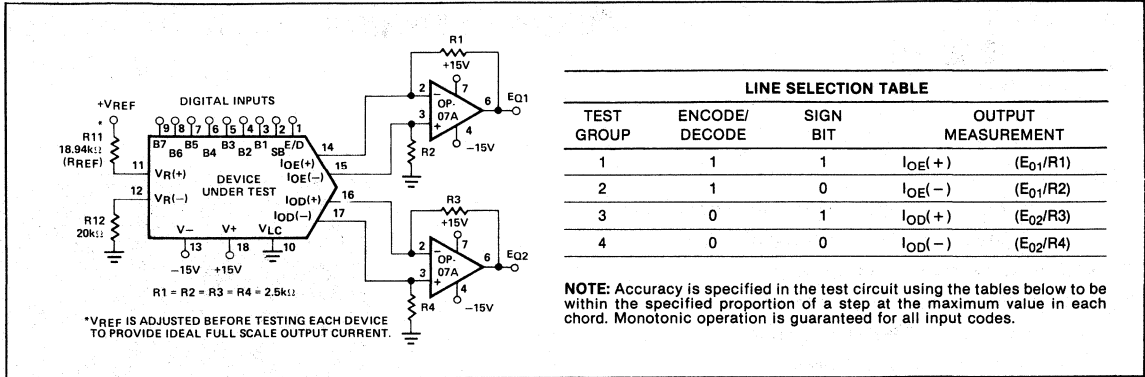 R1
+15V
2
7
−
OP-
07A
6
EO1
3
+
4
−15V
R2
DIGITAL INPUTS
+VREF
*
R11
18.94kΩ
(RREF)
9 8 7 6 5 4 3 2 1
B7 B5 B3 B1 E/D
B6 B4 B2 SB
14
IOE(+)
15
IOE(−)
DEVICE
UNDER TEST
11
VR(+)
12
VR(−)
16
IOD(+)
17
IOD(−)
R12
20kΩ
V− V+ VLC
13 18 10
−15V +15V
R3
+15V
2
7
−
OP-
07A
6
EO2
3
+
4
−15V
R4
R1 = R2 = R3 = R4 = 2.5kΩ
*VREF IS ADJUSTED BEFORE TESTING EACH DEVICE
TO PROVIDE IDEAL FULL SCALE OUTPUT CURRENT.
LINE SELECTION TABLE
TEST ENCODE/ SIGN OUTPUT
GROUP DECODE BIT MEASUREMENT
1 1 1 IOE(+) (E01/R1)
2 1 0 IOE(−) (E01/R2)
3 0 1 IOD(+) (E02/R3)
4 0 0 IOD(−) (E02/R4)
NOTE: Accuracy is specified in the test circuit using the tables below to be
within the specified proportion of a step at the maximum value in each
chord. Monotonic operation is guaranteed for all input codes.